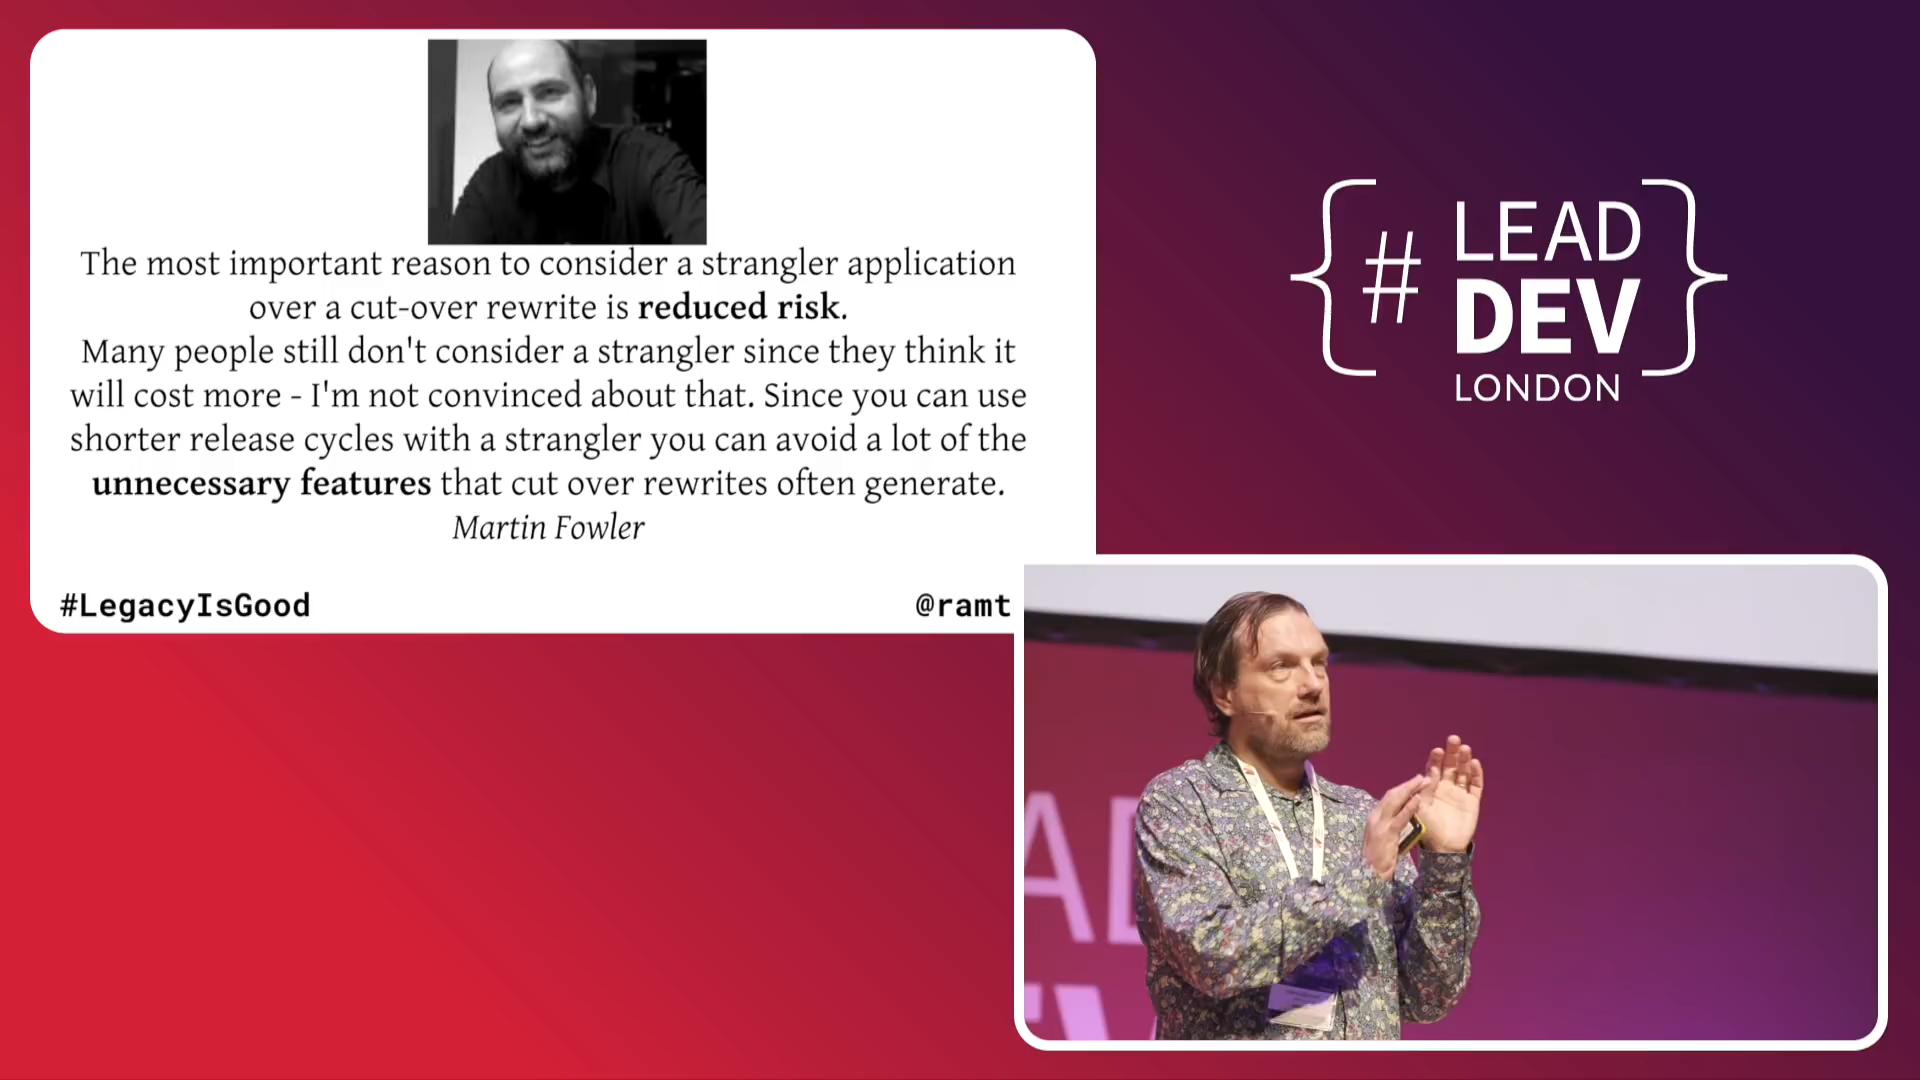 The most important reason to consider a strangler application
over a cut-over rewrite is reduced risk.
Many people still don't consider a strangler since they think it
will cost more - I'm not convinced about that. Since you can use
shorter release cycles with a strangler you can avoid a lot of the
unnecessary features that cut over rewrites often generate.
Martin Fowler
#LegacyIsGood
@ramt
{# LEAD
DEV}
LONDON